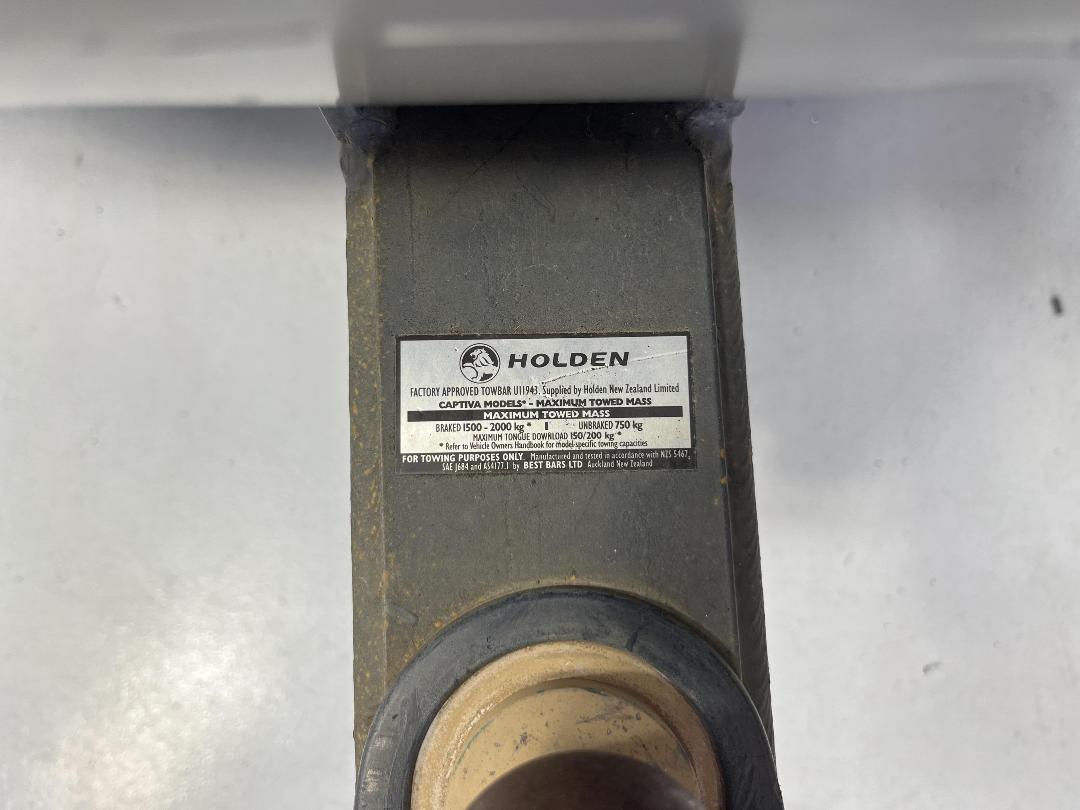 HOLDEN
FACTORY APPROVED TOWBAR U11943. Supplied by Holden New Zealand Limited
CAPTIVA MODELS* - MAXIMUM TOWED MASS
MAXIMUM TOWED MASS
BRAKED 1500 - 2000 kg * | UNBRAKED 750 kg
MAXIMUM TONGUE DOWNLOAD 150/200 kg *
* Refer to Vehicle Owners Handbook for model specific towing capacities
FOR TOWING PURPOSES ONLY. Manufactured and tested in accordance with NZS 5467,
SAE J684 and AS4177.1 by BEST BARS LTD Auckland New Zealand